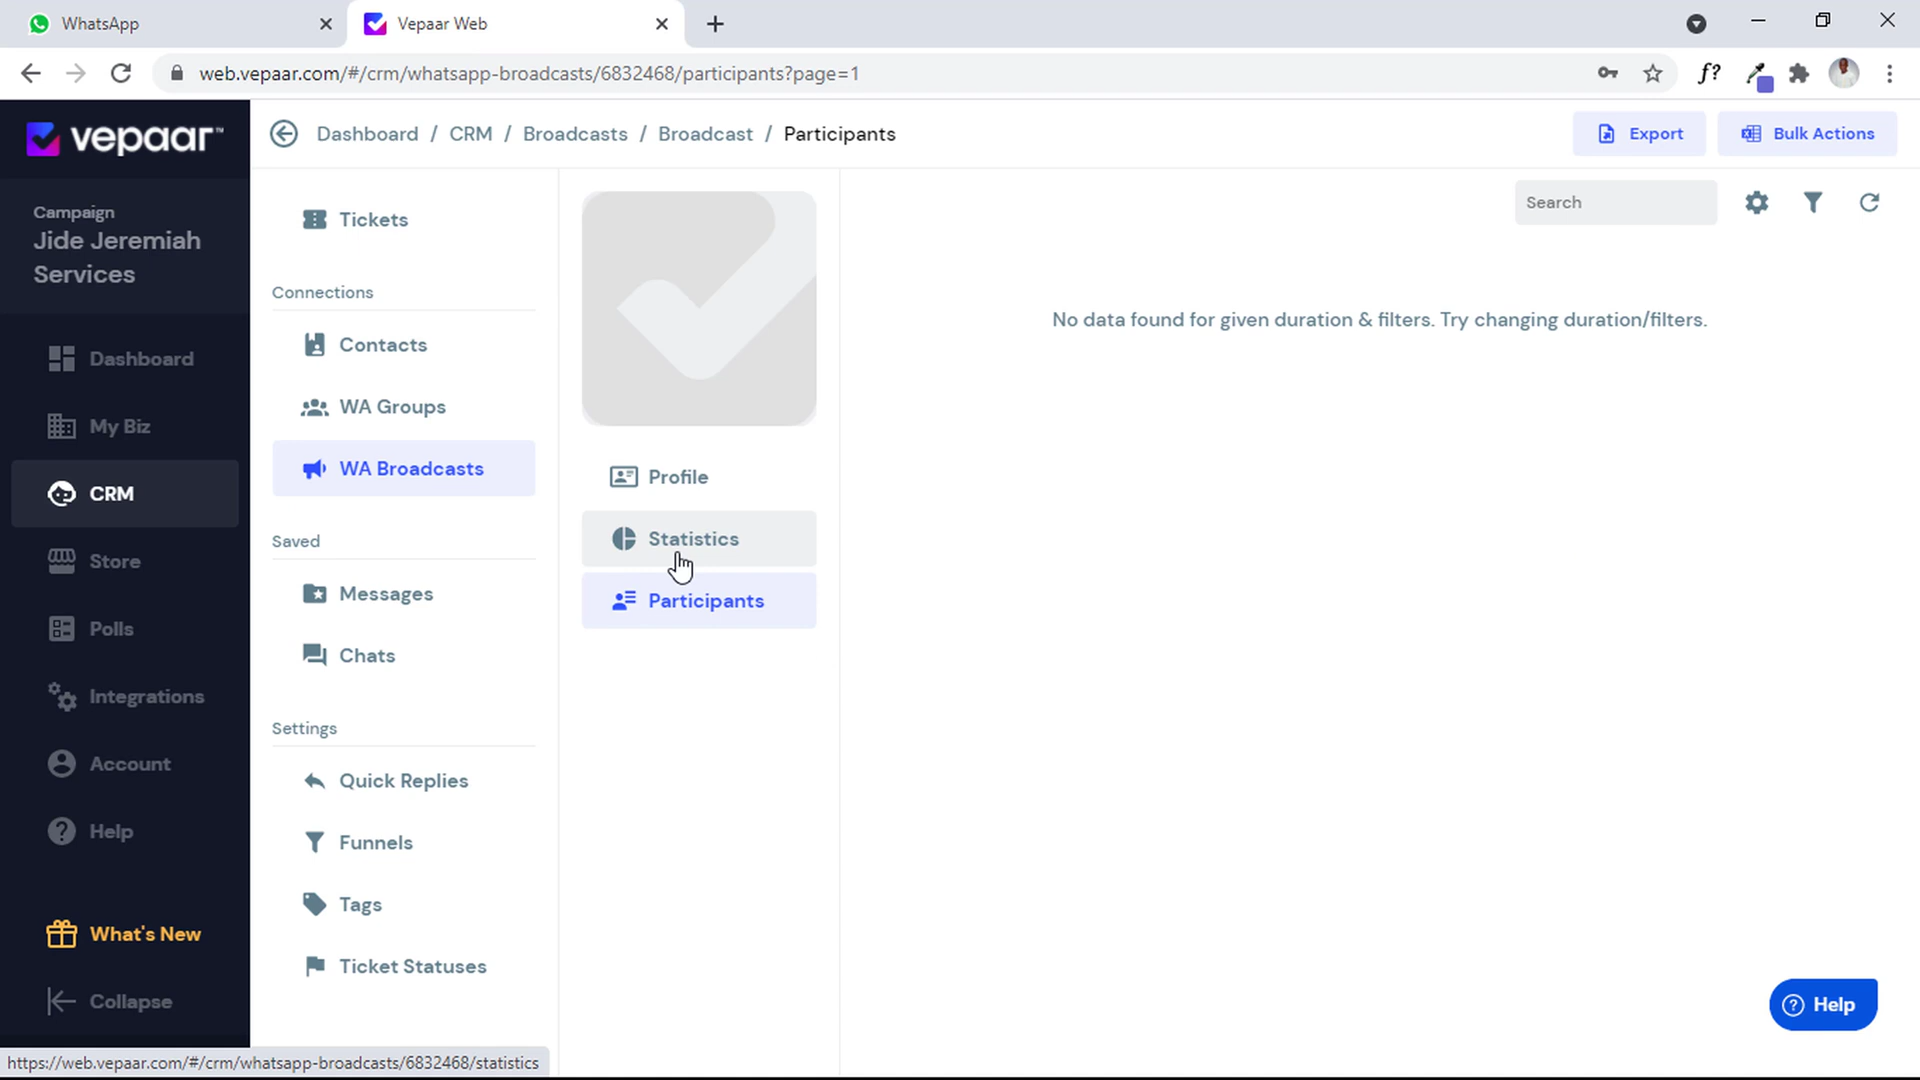 WhatsApp
Vepaar Web
web.vepaar.com/#/crm/whatsapp-broadcasts/6832468/participants?page=1
f?
vepaar™
Dashboard / CRM / Broadcasts / Broadcast / Participants
Export
Bulk Actions
Campaign
Jide Jeremiah
Services
Dashboard
My Biz
CRM
Store
Polls
Integrations
Account
Help
What's New
Collapse
Tickets
Connections
Contacts
WA Groups
WA Broadcasts
Saved
Messages
Chats
Settings
Quick Replies
Funnels
Tags
Ticket Statuses
Profile
Statistics
Participants
Search
No data found for given duration & filters. Try changing duration/filters.
Help
https://web.vepaar.com/#/crm/whatsapp-broadcasts/6832468/statistics